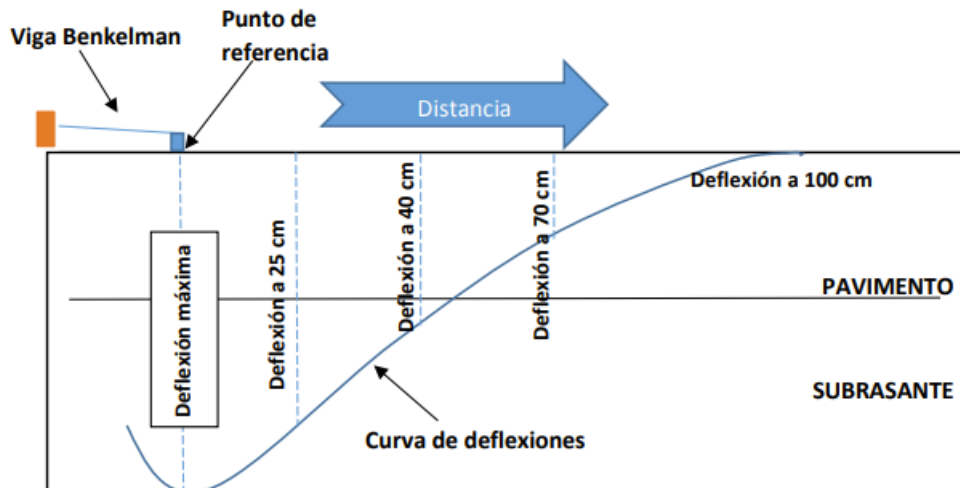 Viga Benkelman
Punto de
referencia
Distancia
Deflexión máxima
Deflexión a 25 cm
Deflexión a 40 cm
Deflexión a 70 cm
Deflexión a 100 cm
PAVIMENTO
SUBRASANTE
Curva de deflexiones